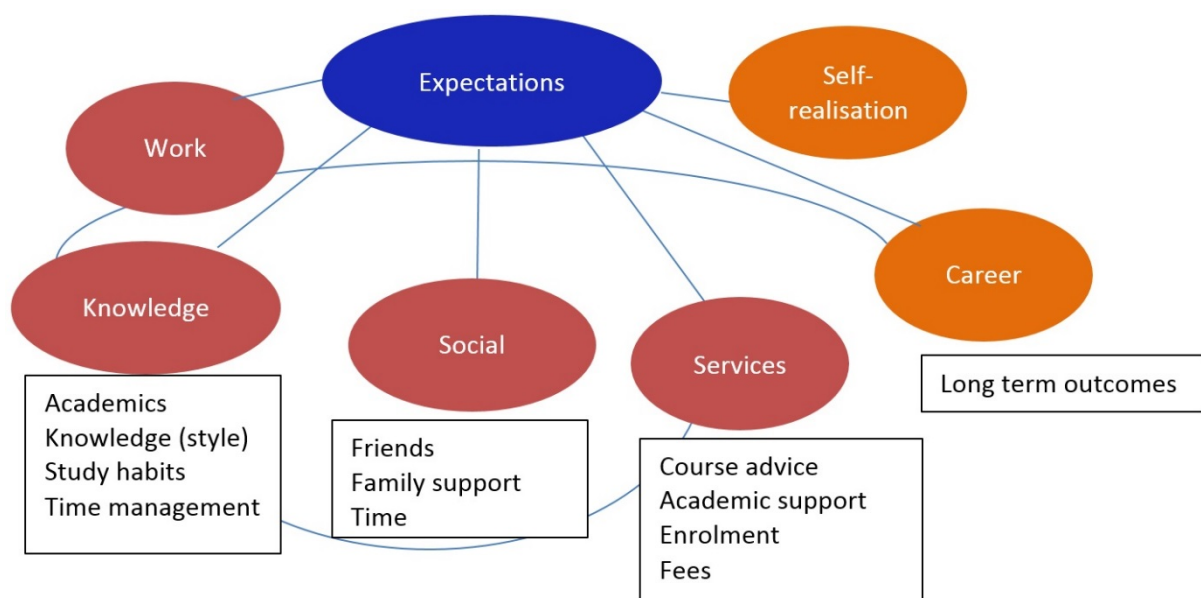 Expectations
Self-
realisation
Work
Knowledge
Social
Services
Career
Academics
Knowledge (style)
Study habits
Time management
Friends
Family support
Time
Course advice
Academic support
Enrolment
Fees
Long term outcomes